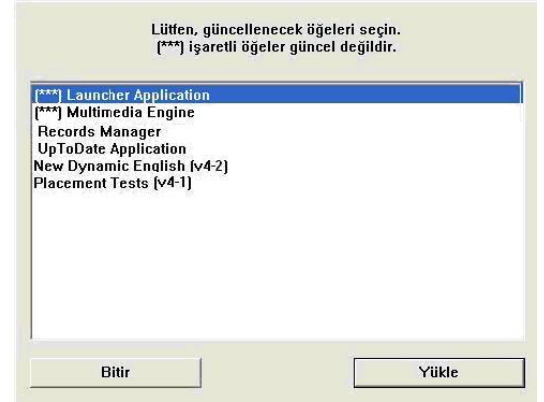 Lütfen, güncellenecek öğeleri seçin.
(***) işaretli öğeler güncel değildir.
(***) Launcher Application
(***) Multimedia Engine
Records Manager
UpToDate Application
New Dynamic English (v4-2)
Placement Tests (v4-1)
Bitir
Yükle